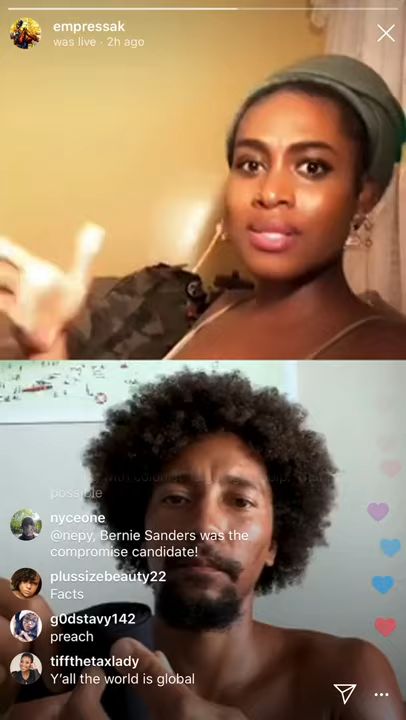 empressak
was live · 2h ago
possible
nyceone
@nepy, Bernie Sanders was the
compromise candidate!
plussizebeauty22
Facts
g0dstavy142
preach
tiffthetaxlady
Y'all the world is global